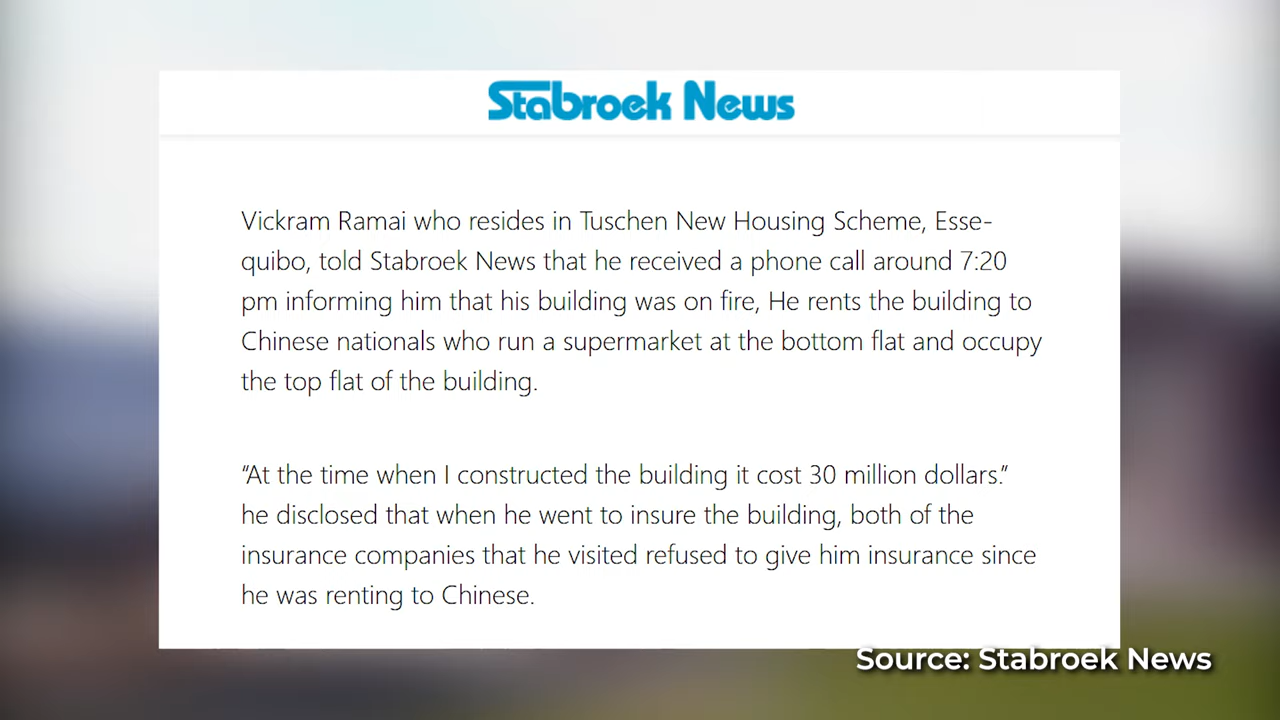 Stabroek News
Vickram Ramai who resides in Tuschen New Housing Scheme, Esse-
quibo, told Stabroek News that he received a phone call around 7:20
pm informing him that his building was on fire, He rents the building to
Chinese nationals who run a supermarket at the bottom flat and occupy
the top flat of the building.
“At the time when I constructed the building it cost 30 million dollars.”
he disclosed that when he went to insure the building, both of the
insurance companies that he visited refused to give him insurance since
he was renting to Chinese.
Source: Stabroek News